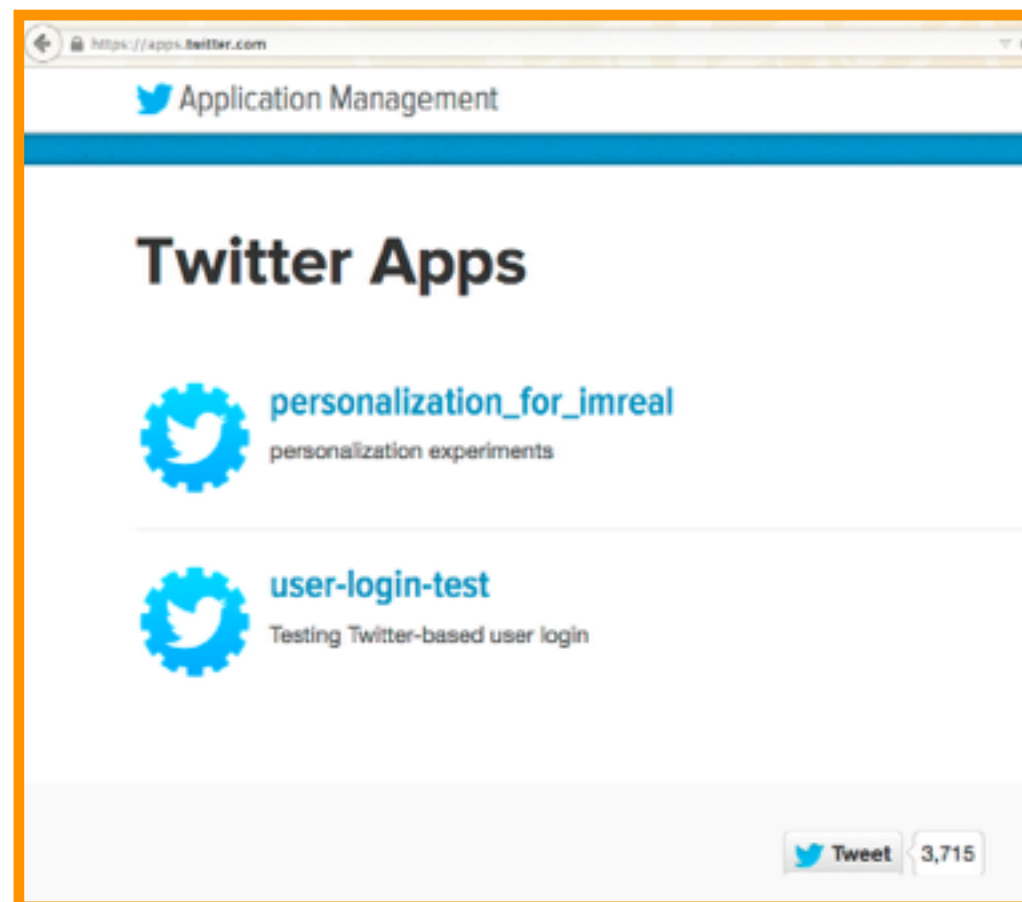 https://apps.twitter.com
Application Management
Twitter Apps
personalization_for_imreal
personalization experiments
user-login-test
Testing Twitter-based user login
Tweet 3,715